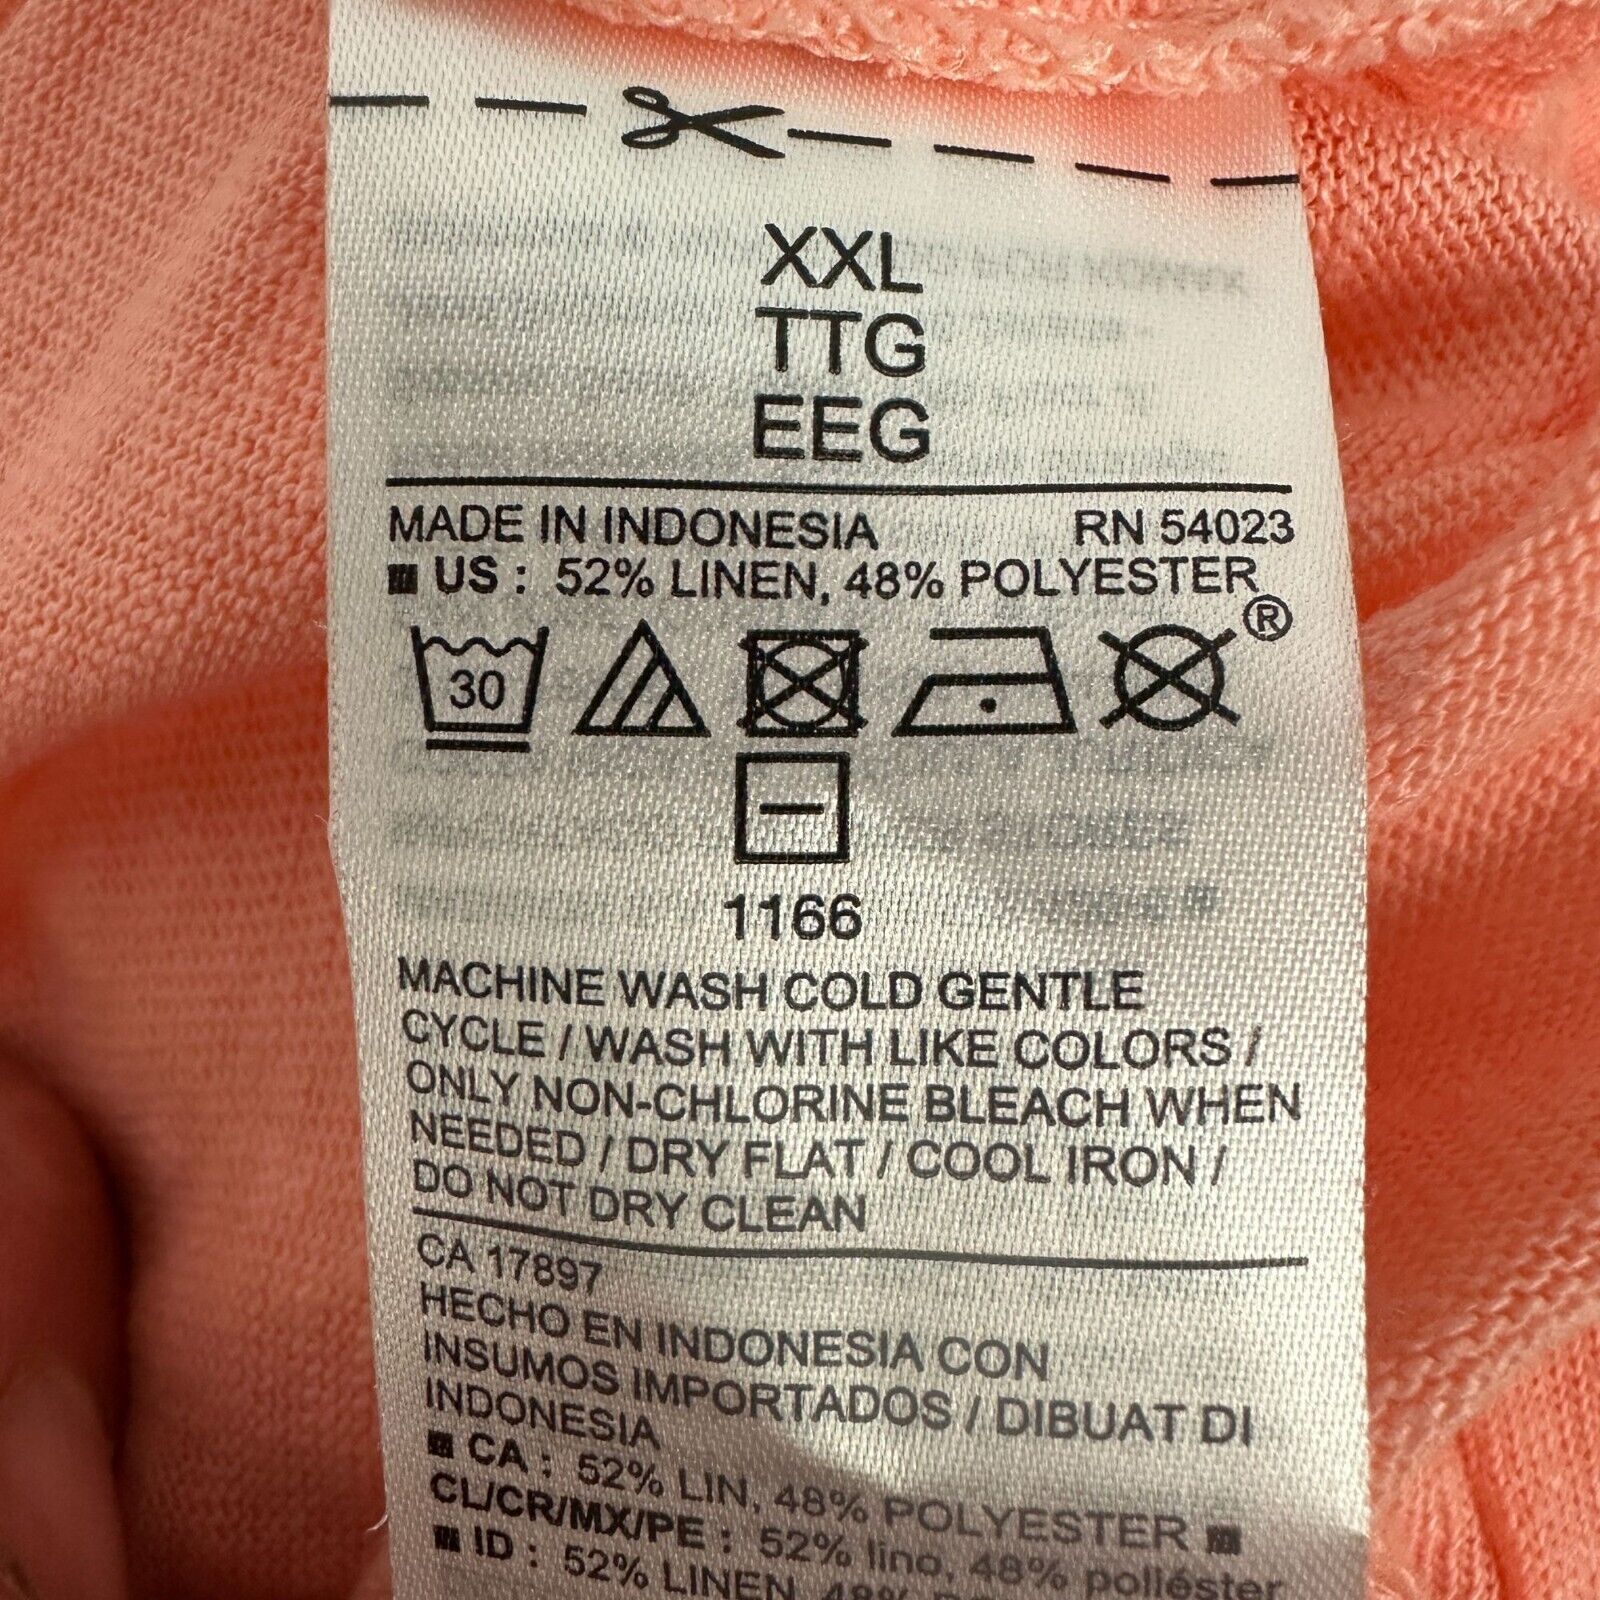 XXL
TTG
EEG
MADE IN INDONESIA RN 54023
US : 52% LINEN, 48% POLYESTER
30 ®
1166
MACHINE WASH COLD GENTLE
CYCLE / WASH WITH LIKE COLORS /
ONLY NON-CHLORINE BLEACH WHEN
NEEDED / DRY FLAT / COOL IRON /
DO NOT DRY CLEAN
CA 17897
HECHO EN INDONESIA CON
INSUMOS IMPORTADOS / DIBUAT DI
INDONESIA
CA : 52% LIN, 48% POLYESTER
CL/CR/MX/PE : 52% lino, 48% poliéster
ID : 52% LINEN, 48%